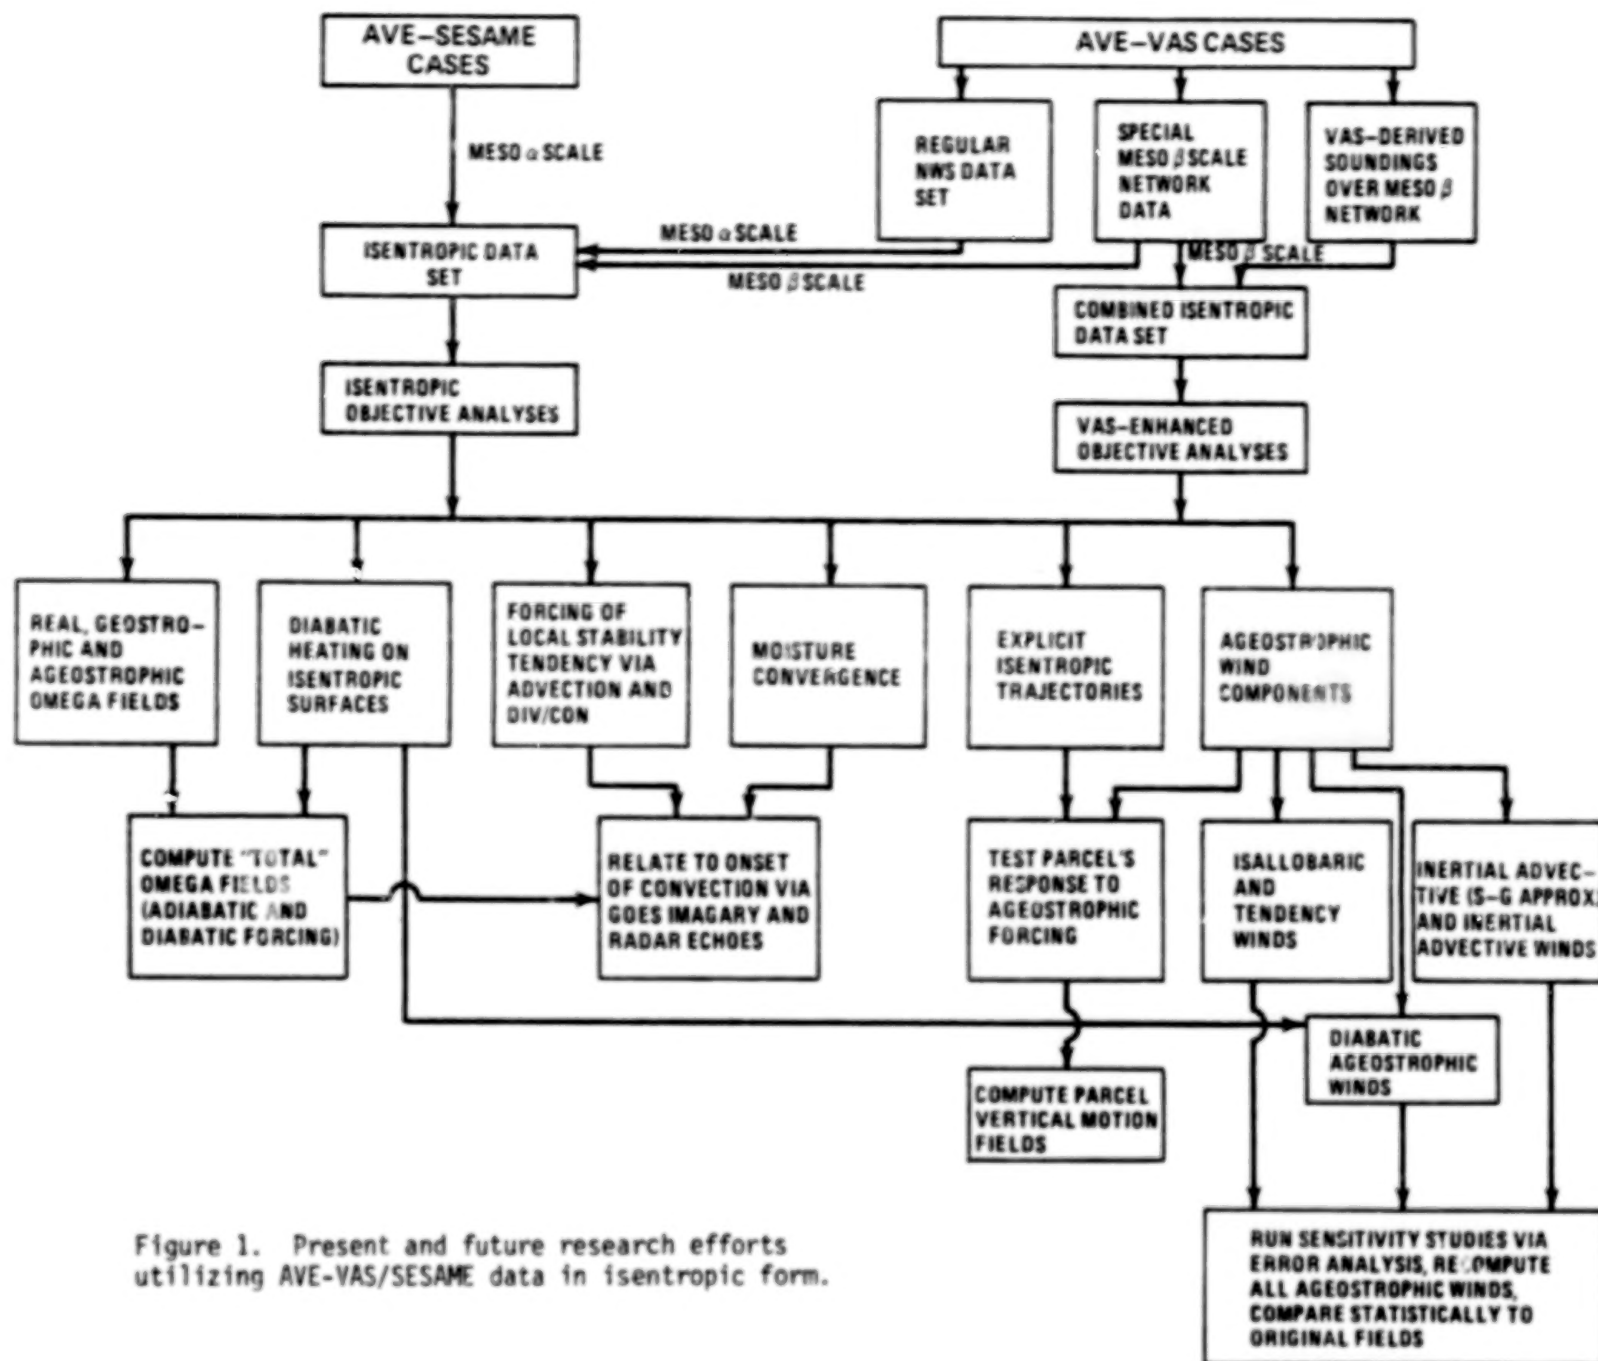 AVE-SESAME
CASES
AVE-VAS CASES
MESO α SCALE
REGULAR
NWS DATA
SET
SPECIAL
MESO β SCALE
NETWORK
DATA
VAS-DERIVED
SOUNDINGS
OVER MESO β
NETWORK
ISENTROPIC DATA
SET
MESO α SCALE
MESO β SCALE
MESO β SCALE
COMBINED ISENTROPIC
DATA SET
ISENTROPIC
OBJECTIVE ANALYSES
VAS-ENHANCED
OBJECTIVE ANALYSES
REAL, GEOSTRO-
PHIC AND
AGEOSTROPHIC
OMEGA FIELDS
DIABATIC
HEATING ON
ISENTROPIC
SURFACES
FORCING OF
LOCAL STABILITY
TENDENCY VIA
ADVECTION AND
DIV/CON
MOISTURE
CONVERGENCE
EXPLICIT
ISENTROPIC
TRAJECTORIES
AGEOSTROPHIC
WIND
COMPONENTS
COMPUTE "TOTAL"
OMEGA FIELDS
(ADIABATIC AND
DIABATIC FORCING)
RELATE TO ONSET
OF CONVECTION VIA
GOES IMAGARY AND
RADAR ECHOES
TEST PARCEL'S
RESPONSE TO
AGEOSTROPHIC
FORCING
ISALLOBARIC
AND
TENDENCY
WINDS
INERTIAL ADVEC-
TIVE (S-G APPROX.
AND INERTIAL
ADVECTIVE WINDS
DIABATIC
AGEOSTROPHIC
WINDS
COMPUTE PARCEL
VERTICAL MOTION
FIELDS
RUN SENSITIVITY STUDIES VIA
ERROR ANALYSIS, RECOMPUTE
ALL AGEOSTROPHIC WINDS,
COMPARE STATISTICALLY TO
ORIGINAL FIELDS
Figure 1. Present and future research efforts
utilizing AVE-VAS/SESAME data in isentropic form.